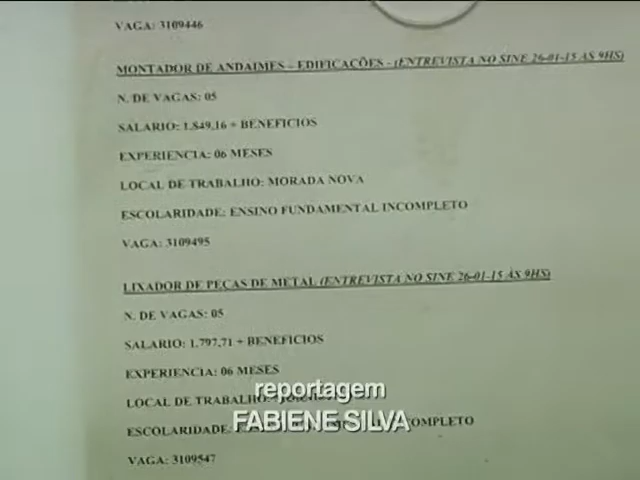 VAGA: 3109446
MONTADOR DE ANDAIMES – EDIFICAÇÕES - (ENTREVISTA NO SINE 26-01-15 ÀS 9HS)
N. DE VAGAS: 05
SALARIO: 1.849,16 + BENEFICIOS
EXPERIENCIA: 06 MESES
LOCAL DE TRABALHO: MORADA NOVA
ESCOLARIDADE: ENSINO FUNDAMENTAL INCOMPLETO
VAGA: 3109495
LIXADOR DE PEÇAS DE METAL (ENTREVISTA NO SINE 26-01-15 ÀS 9HS)
N. DE VAGAS: 05
SALARIO: 1.797,71 + BENEFICIOS
EXPERIENCIA: 06 MESES
reportagem
LOCAL DE TRABALHO:
FABIENE SILVA
ESCOLARIDADE: INCOMPLETO
VAGA: 3109547